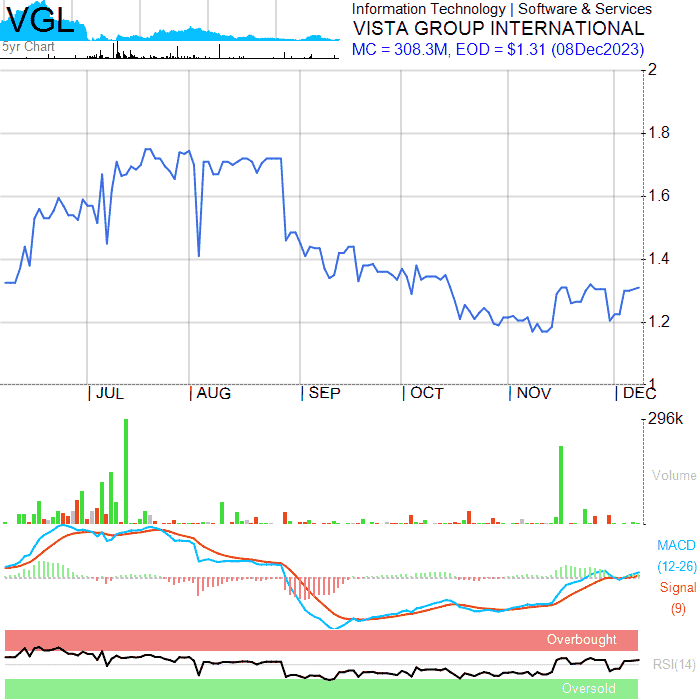 VGL
5yr Chart
Information Technology | Software & Services
VISTA GROUP INTERNATIONAL
MC = 308.3M, EOD = $1.31 (08Dec2023)
2
1.8
1.6
1.4
1.2
1
JUL AUG SEP OCT NOV DEC
296k
Volume
MACD
(12-26)
Signal
(9)
Overbought
RSI(14)
Oversold